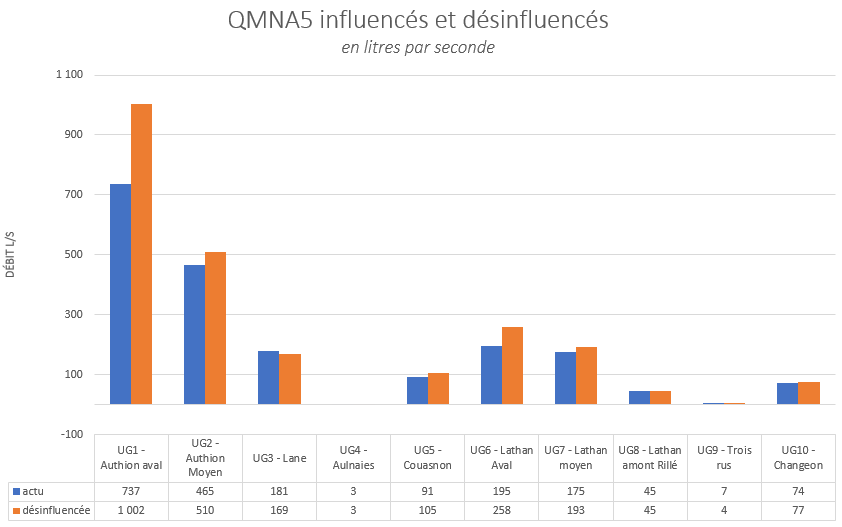 QMNA5 influencés et désinfluencés
en litres par seconde
DÉBIT L/S
1 100
900
700
500
300
100
-100
UG1 -
Authion aval
UG2 -
Authion
Moyen
UG3 - Lane
UG4 -
Aulnaies
UG5 -
Couasnon
UG6 - Lathan
Aval
UG7 - Lathan
moyen
UG8 - Lathan
amont Rillé
UG9 - Trois
rus
UG10 -
Changeon
actu 737 465 181 3 91 195 175 45 7 74
désinfluencée 1 002 510 169 3 105 258 193 45 4 77